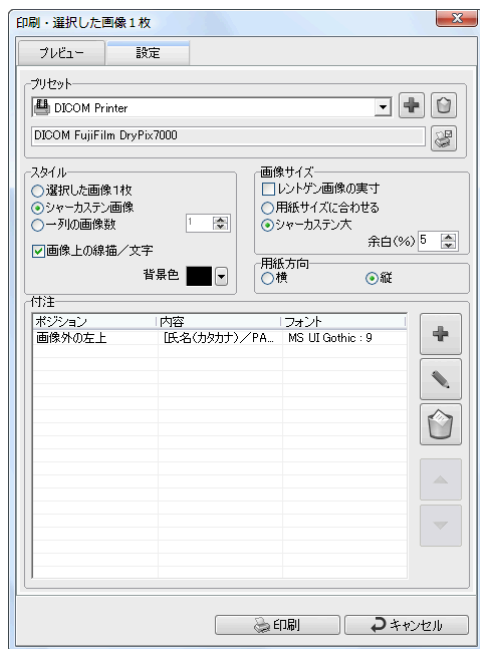 印刷・選択した画像1枚
プレビュー 設定
プリセット
DICOM Printer
DICOM FujiFilm DryPix7000
スタイル
選択した画像1枚
シャーカステン画像
一列の画像数 1
画像上の線描/文字
背景色
画像サイズ
レントゲン画像の実寸
用紙サイズに合わせる
シャーカステン大
余白(%) 5
用紙方向
横 縦
付注
ポジション 内容 フォント
画像外の左上 [氏名(カタカナ)/PA... MS UI Gothic : 9
印刷 キャンセル